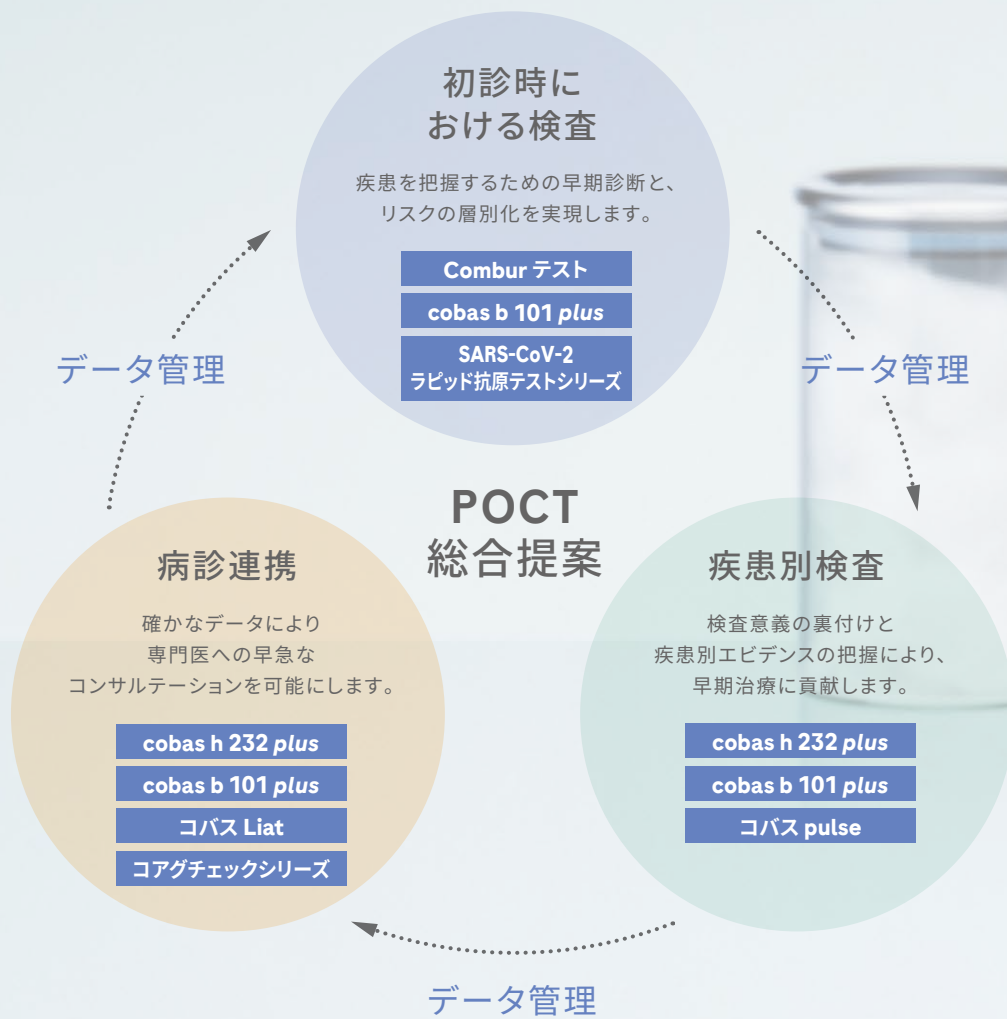 初診時に
おける検査
疾患を把握するための早期診断と、
リスクの層別化を実現します。
Combur テスト
cobas b 101 plus
SARS-CoV-2
ラピッド抗原テストシリーズ
データ管理
データ管理
POCT
総合提案
病診連携
確かなデータにより
専門医への早急な
コンサルテーションを可能にします。
cobas h 232 plus
cobas b 101 plus
コバス Liat
コアグチェックシリーズ
疾患別検査
検査意義の裏付けと
疾患別エビデンスの把握により、
早期治療に貢献します。
cobas h 232 plus
cobas b 101 plus
コバス pulse
データ管理